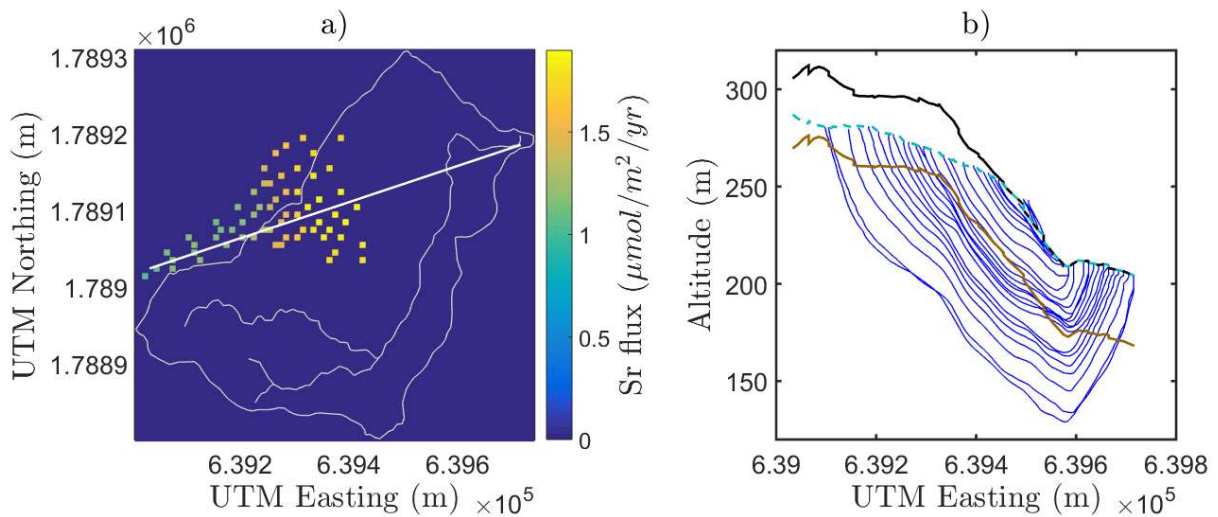 a)
×10⁶
1.7893
1.7892
1.7891
1.789
1.7889
UTM Northing (m)
6.392 6.394 6.396
UTM Easting (m) ×10⁵
1.5
1
0.5
0
Sr flux (μmol/m²/yr)
b)
300
250
200
150
Altitude (m)
6.39 6.392 6.394 6.396 6.398
UTM Easting (m) ×10⁵